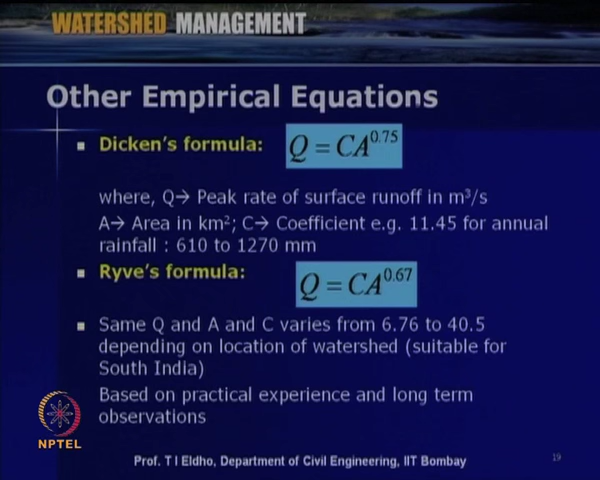 WATERSHED MANAGEMENT
Other Empirical Equations
▪ Dicken's formula: Q = CA^0.75
where, Q→ Peak rate of surface runoff in m³/s
A→ Area in km²; C→ Coefficient e.g. 11.45 for annual
rainfall : 610 to 1270 mm
▪ Ryve's formula: Q = CA^0.67
▪ Same Q and A and C varies from 6.76 to 40.5
depending on location of watershed (suitable for
South India)
Based on practical experience and long term
observations
NPTEL
Prof. T I Eldho, Department of Civil Engineering, IIT Bombay
19